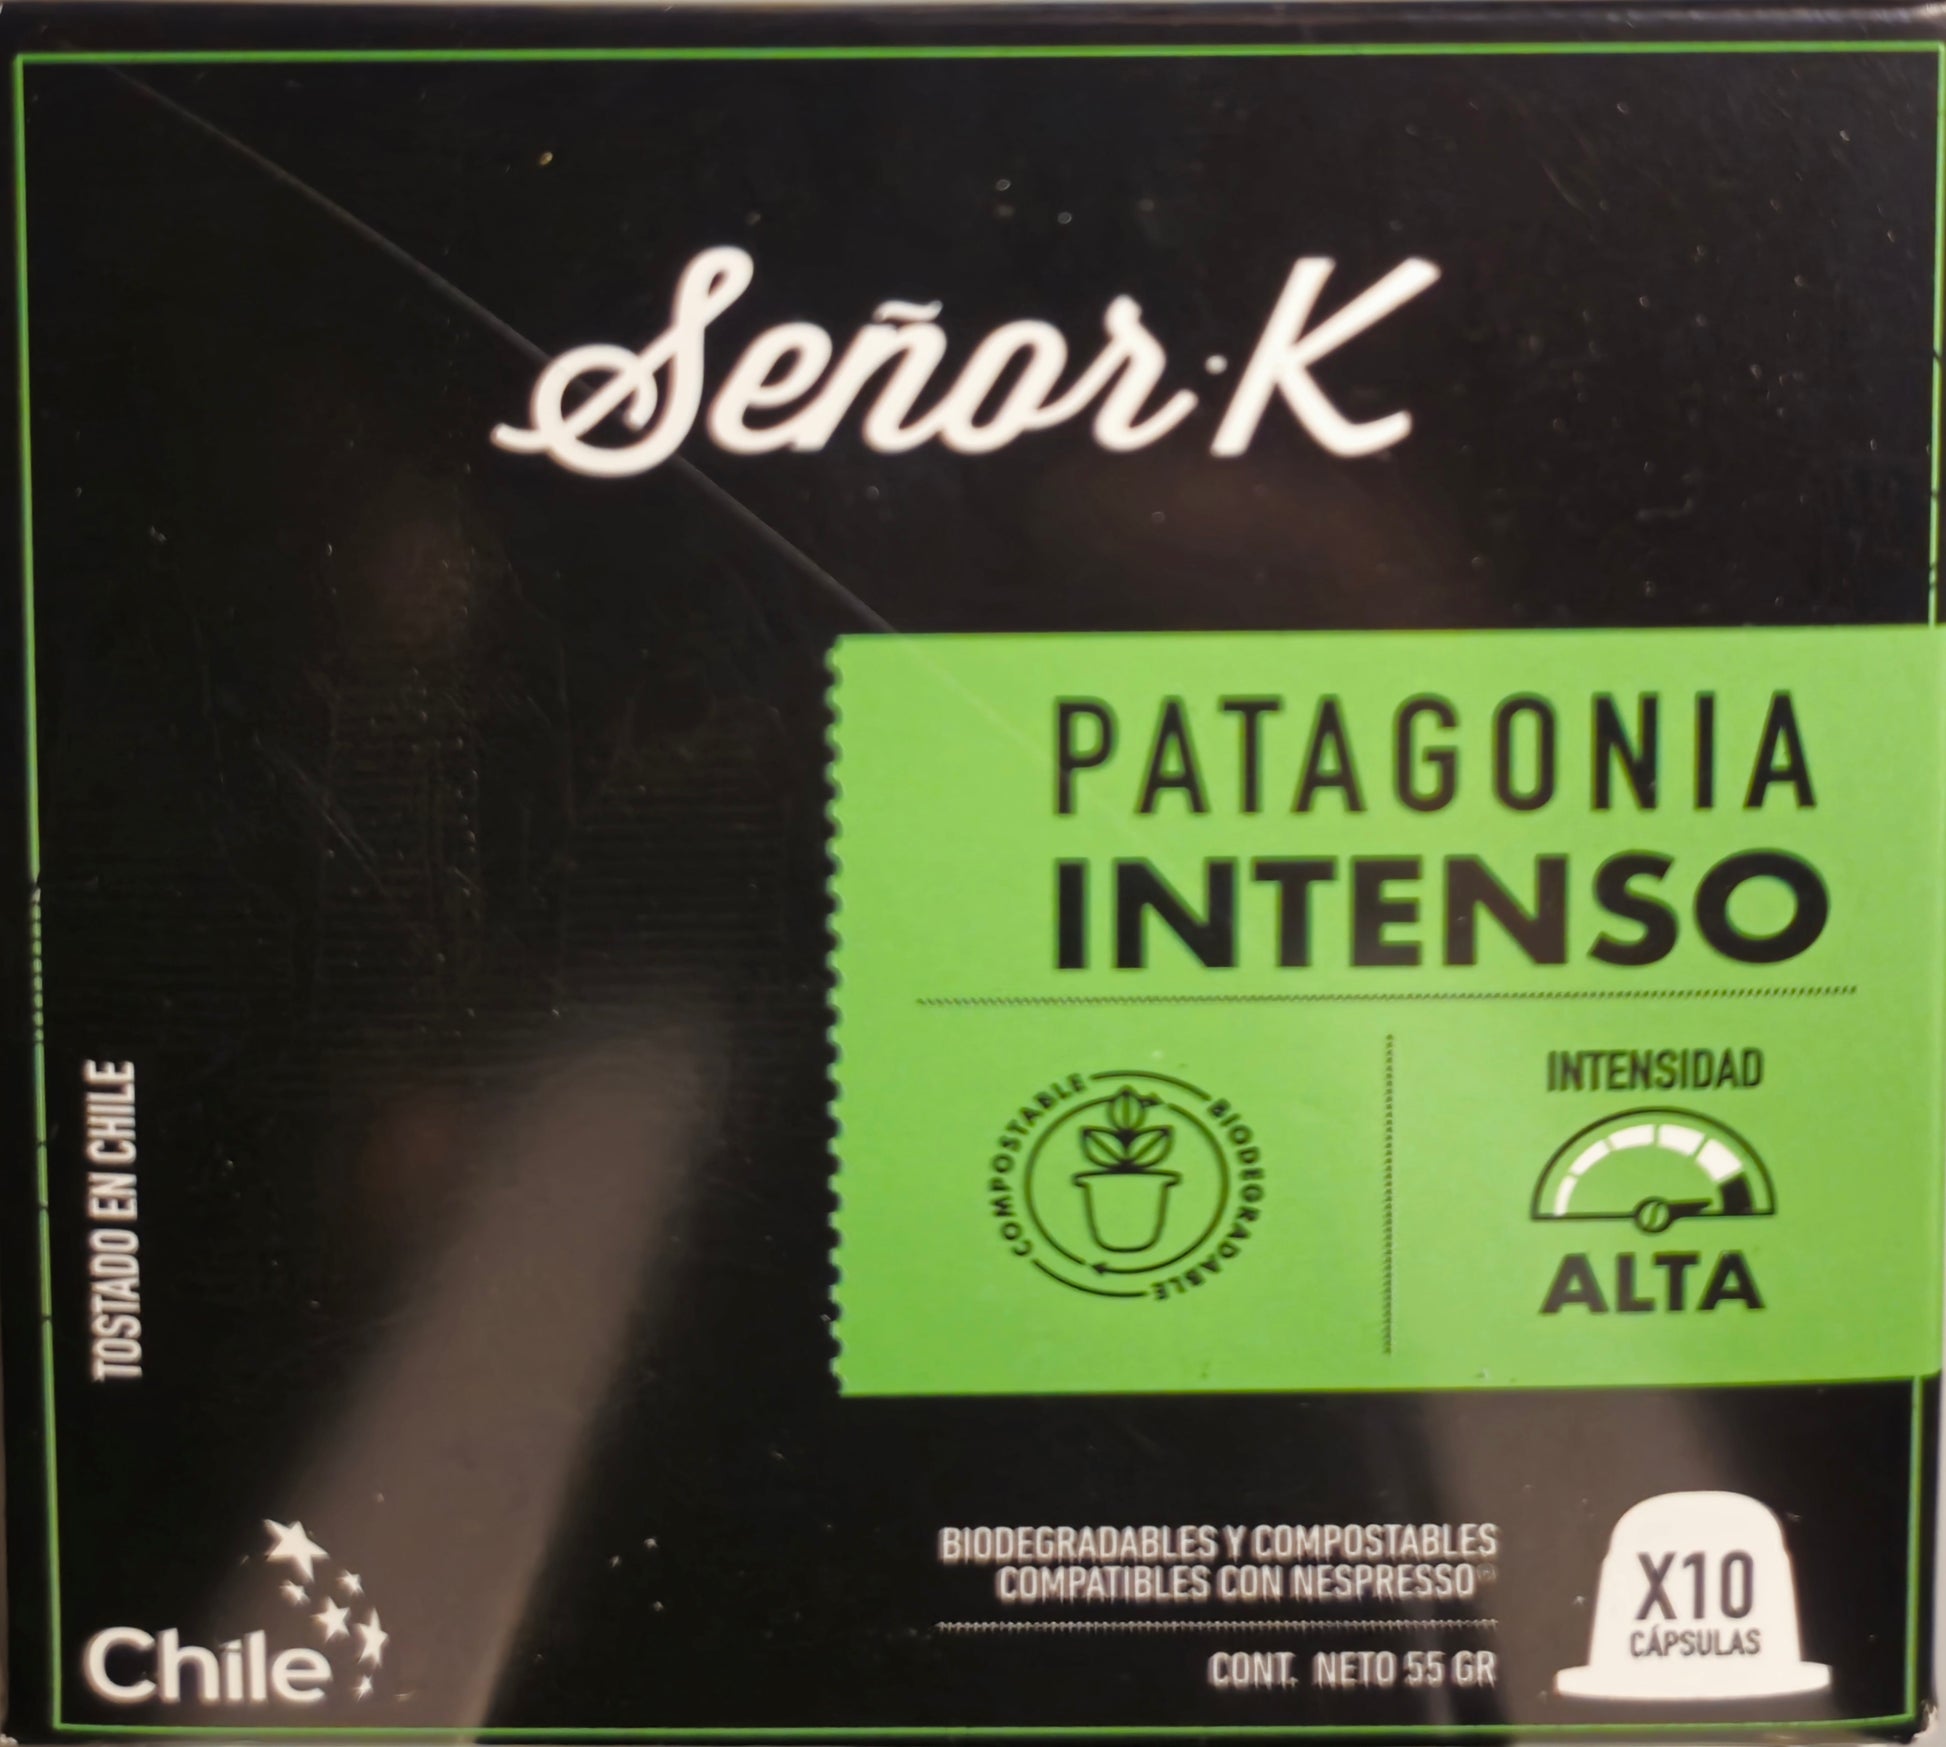 Señor K
PATAGONIA
INTENSO
COMPOSTABLE
BIODEGRADABLE
INTENSIDAD
ALTA
TOSTADO EN CHILE
Chile
BIODEGRADABLES Y COMPOSTABLES
COMPATIBLES CON NESPRESSO®
CONT. NETO 55 GR
X10
CÁPSULAS